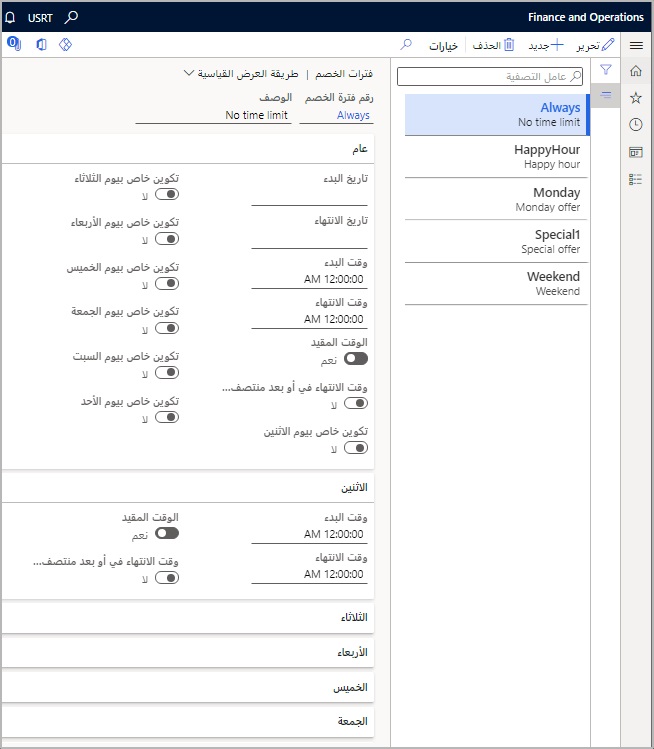 Finance and Operations
USRT
تحرير
جديد
الحذف
خيارات
0
عامل التصفية
Always
No time limit
HappyHour
Happy hour
Monday
Monday offer
Special1
Special offer
Weekend
Weekend
فترات الخصم | طريقة العرض القياسية
رقم فترة الخصم
الوصف
Always
No time limit
عام
تاريخ البدء
تاريخ الانتهاء
وقت البدء
12:00:00 AM
وقت الانتهاء
12:00:00 AM
الوقت المقيد
نعم
وقت الانتهاء في أو بعد منتصف...
لا
تكوين خاص بيوم الاثنين
لا
تكوين خاص بيوم الثلاثاء
لا
تكوين خاص بيوم الأربعاء
لا
تكوين خاص بيوم الخميس
لا
تكوين خاص بيوم الجمعة
لا
تكوين خاص بيوم السبت
لا
تكوين خاص بيوم الأحد
لا
الاثنين
وقت البدء
12:00:00 AM
وقت الانتهاء
12:00:00 AM
الوقت المقيد
نعم
وقت الانتهاء في أو بعد منتصف...
لا
الثلاثاء
الأربعاء
الخميس
الجمعة